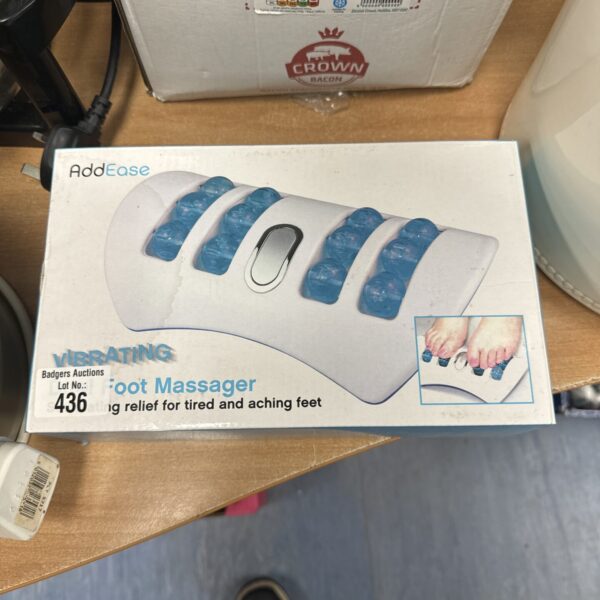 CROWN
BACON
AddEase
VIBRATING
Badgers Auctions
Lot No.:
436
Foot Massager
ng relief for tired and aching feet